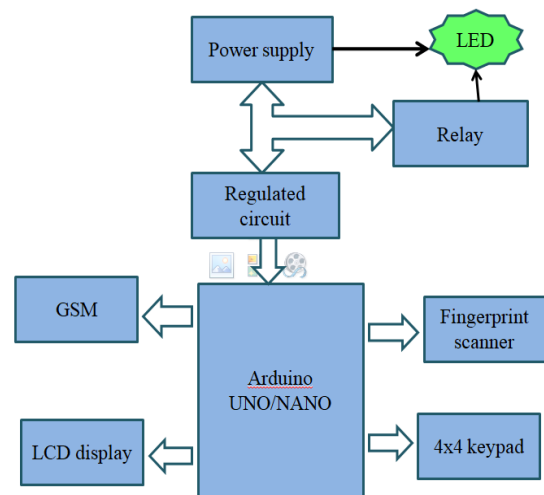 Power supply
LED
Relay
Regulated
circuit
GSM
Fingerprint
scanner
Arduino
UNO/NANO
LCD display
4x4 keypad